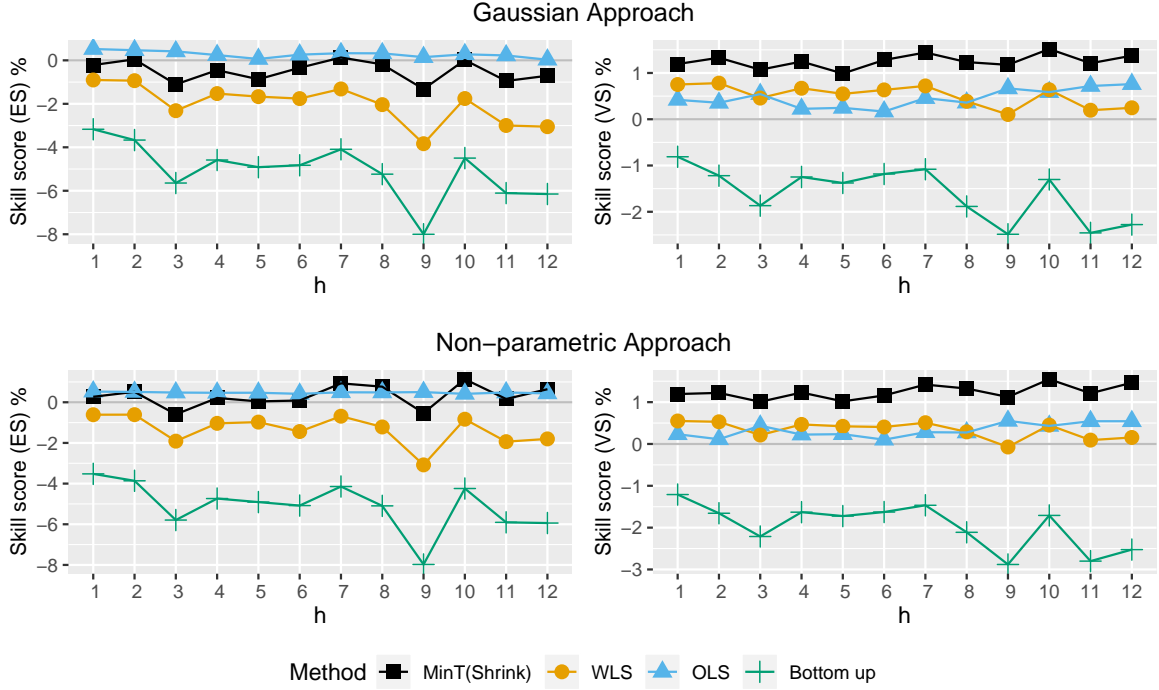 Gaussian Approach
Skill score (ES) %
0
−2
−4
−6
−8
1 2 3 4 5 6 7 8 9 10 11 12
h
Skill score (VS) %
1
0
−1
−2
1 2 3 4 5 6 7 8 9 10 11 12
h
Non−parametric Approach
Skill score (ES) %
0
−2
−4
−6
−8
1 2 3 4 5 6 7 8 9 10 11 12
h
Skill score (VS) %
1
0
−1
−2
−3
1 2 3 4 5 6 7 8 9 10 11 12
h
Method MinT(Shrink) WLS OLS Bottom up